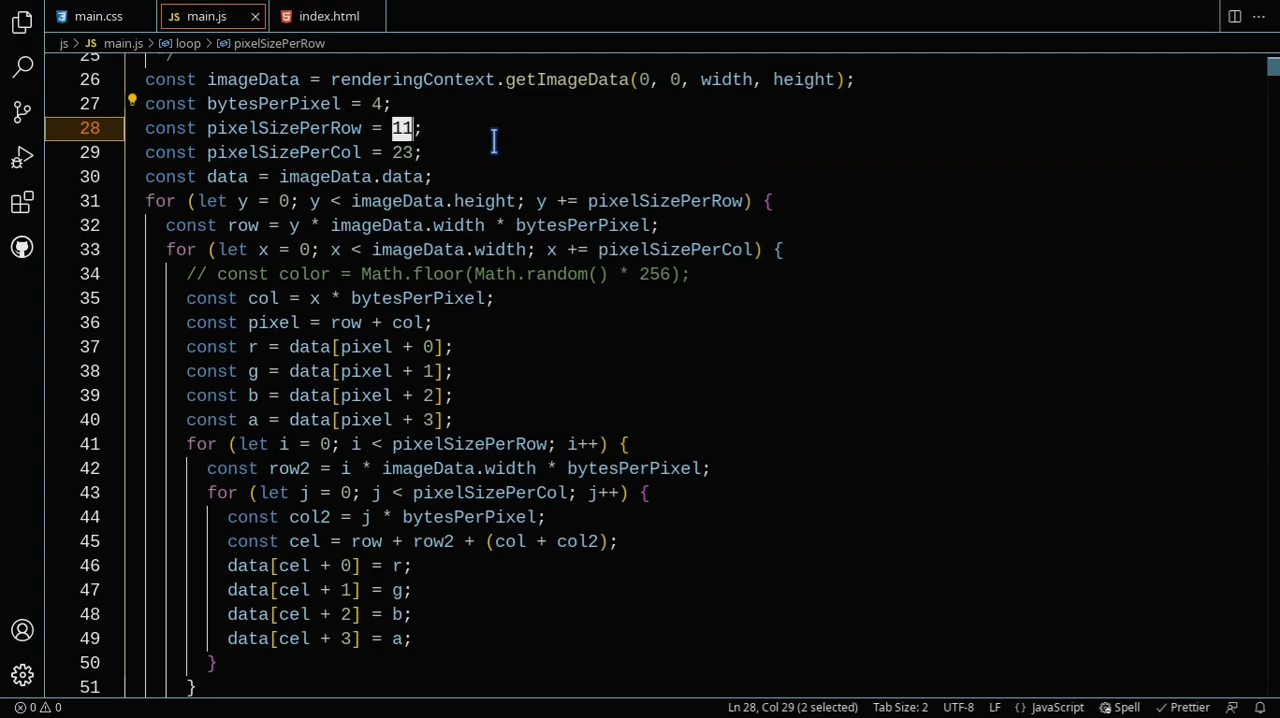 main.css
JS main.js
index.html
js > JS main.js > loop > pixelSizePerRow
25 */
26 const imageData = renderingContext.getImageData(0, 0, width, height);
27 const bytesPerPixel = 4;
28 const pixelSizePerRow = 11;
29 const pixelSizePerCol = 23;
30 const data = imageData.data;
31 for (let y = 0; y < imageData.height; y += pixelSizePerRow) {
32 const row = y * imageData.width * bytesPerPixel;
33 for (let x = 0; x < imageData.width; x += pixelSizePerCol) {
34 // const color = Math.floor(Math.random() * 256);
35 const col = x * bytesPerPixel;
36 const pixel = row + col;
37 const r = data[pixel + 0];
38 const g = data[pixel + 1];
39 const b = data[pixel + 2];
40 const a = data[pixel + 3];
41 for (let i = 0; i < pixelSizePerRow; i++) {
42 const row2 = i * imageData.width * bytesPerPixel;
43 for (let j = 0; j < pixelSizePerCol; j++) {
44 const col2 = j * bytesPerPixel;
45 const cel = row + row2 + (col + col2);
46 data[cel + 0] = r;
47 data[cel + 1] = g;
48 data[cel + 2] = b;
49 data[cel + 3] = a;
50 }
51 }
0 0 Ln 28, Col 29 (2 selected) Tab Size: 2 UTF-8 LF {} JavaScript Spell Prettier